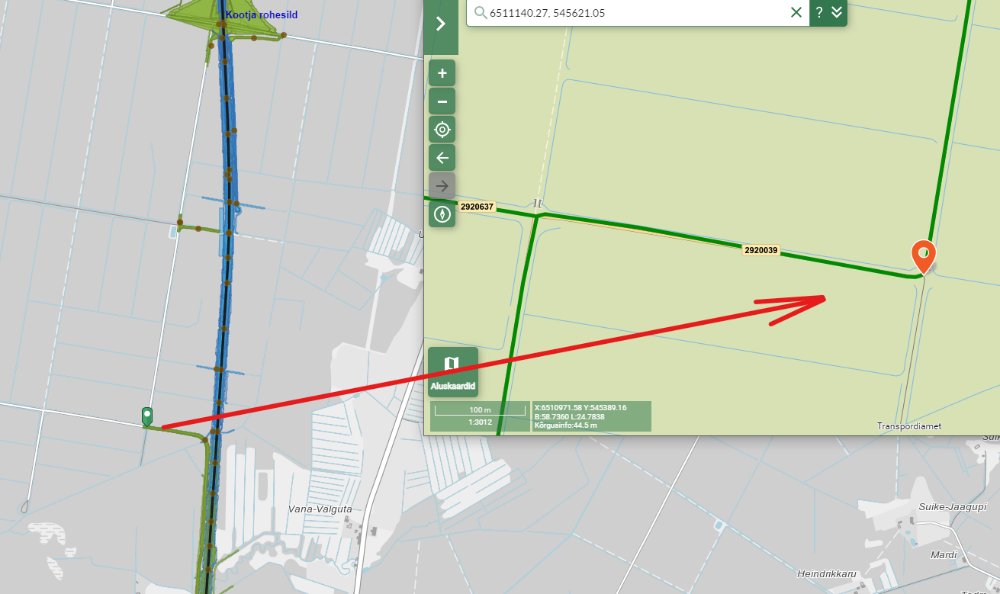 Kootja rohesild
6511140.27, 545621.05
?
2920637
2920039
Aluskaardid
100 m
1:3012
X:6510971.58 Y:545389.16
B:58.7360 L:24.7838
Kõrgusinfo:44.5 m
Transpordiamet
Vana-Valguta
Suike-Jaagupi
Mardi
Heindrikkaru